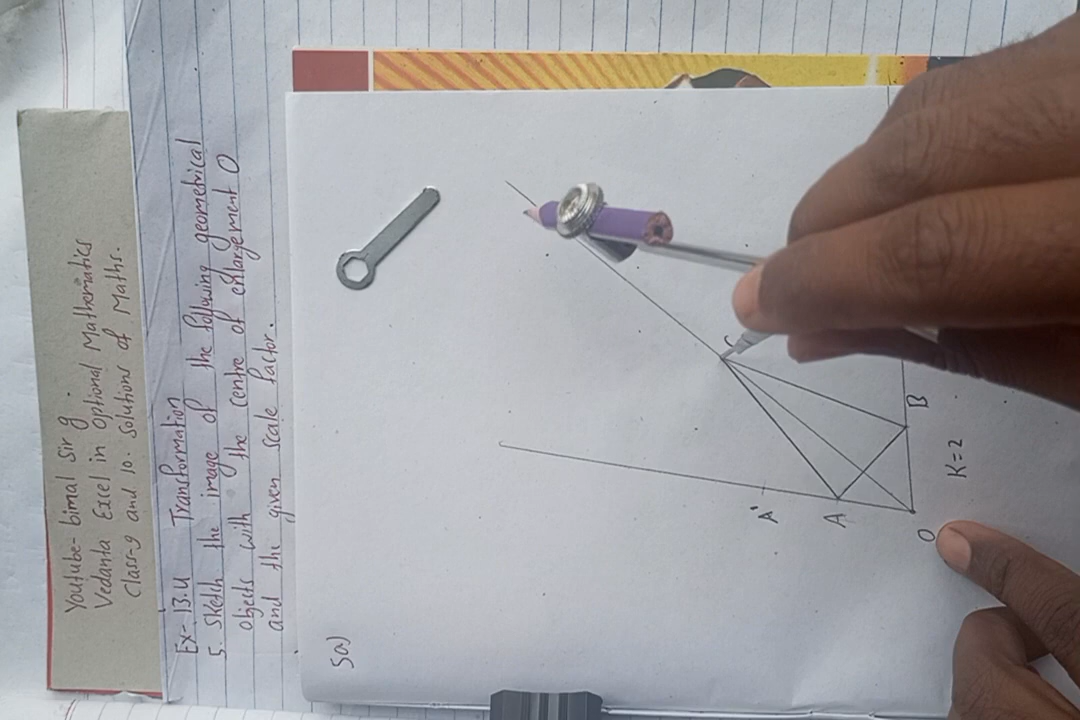 Youtube- bimal Sir g.
Vedanta Excel in Optional Mathematics
Class-9 and 10. Solutions of Maths.
Ex- 13.4 Transformation
5. Sketch the image of the following geometrical
objects with the centre of enlargement O
and the given scale factor.
5a)
A'
A
C
B
O
K=2